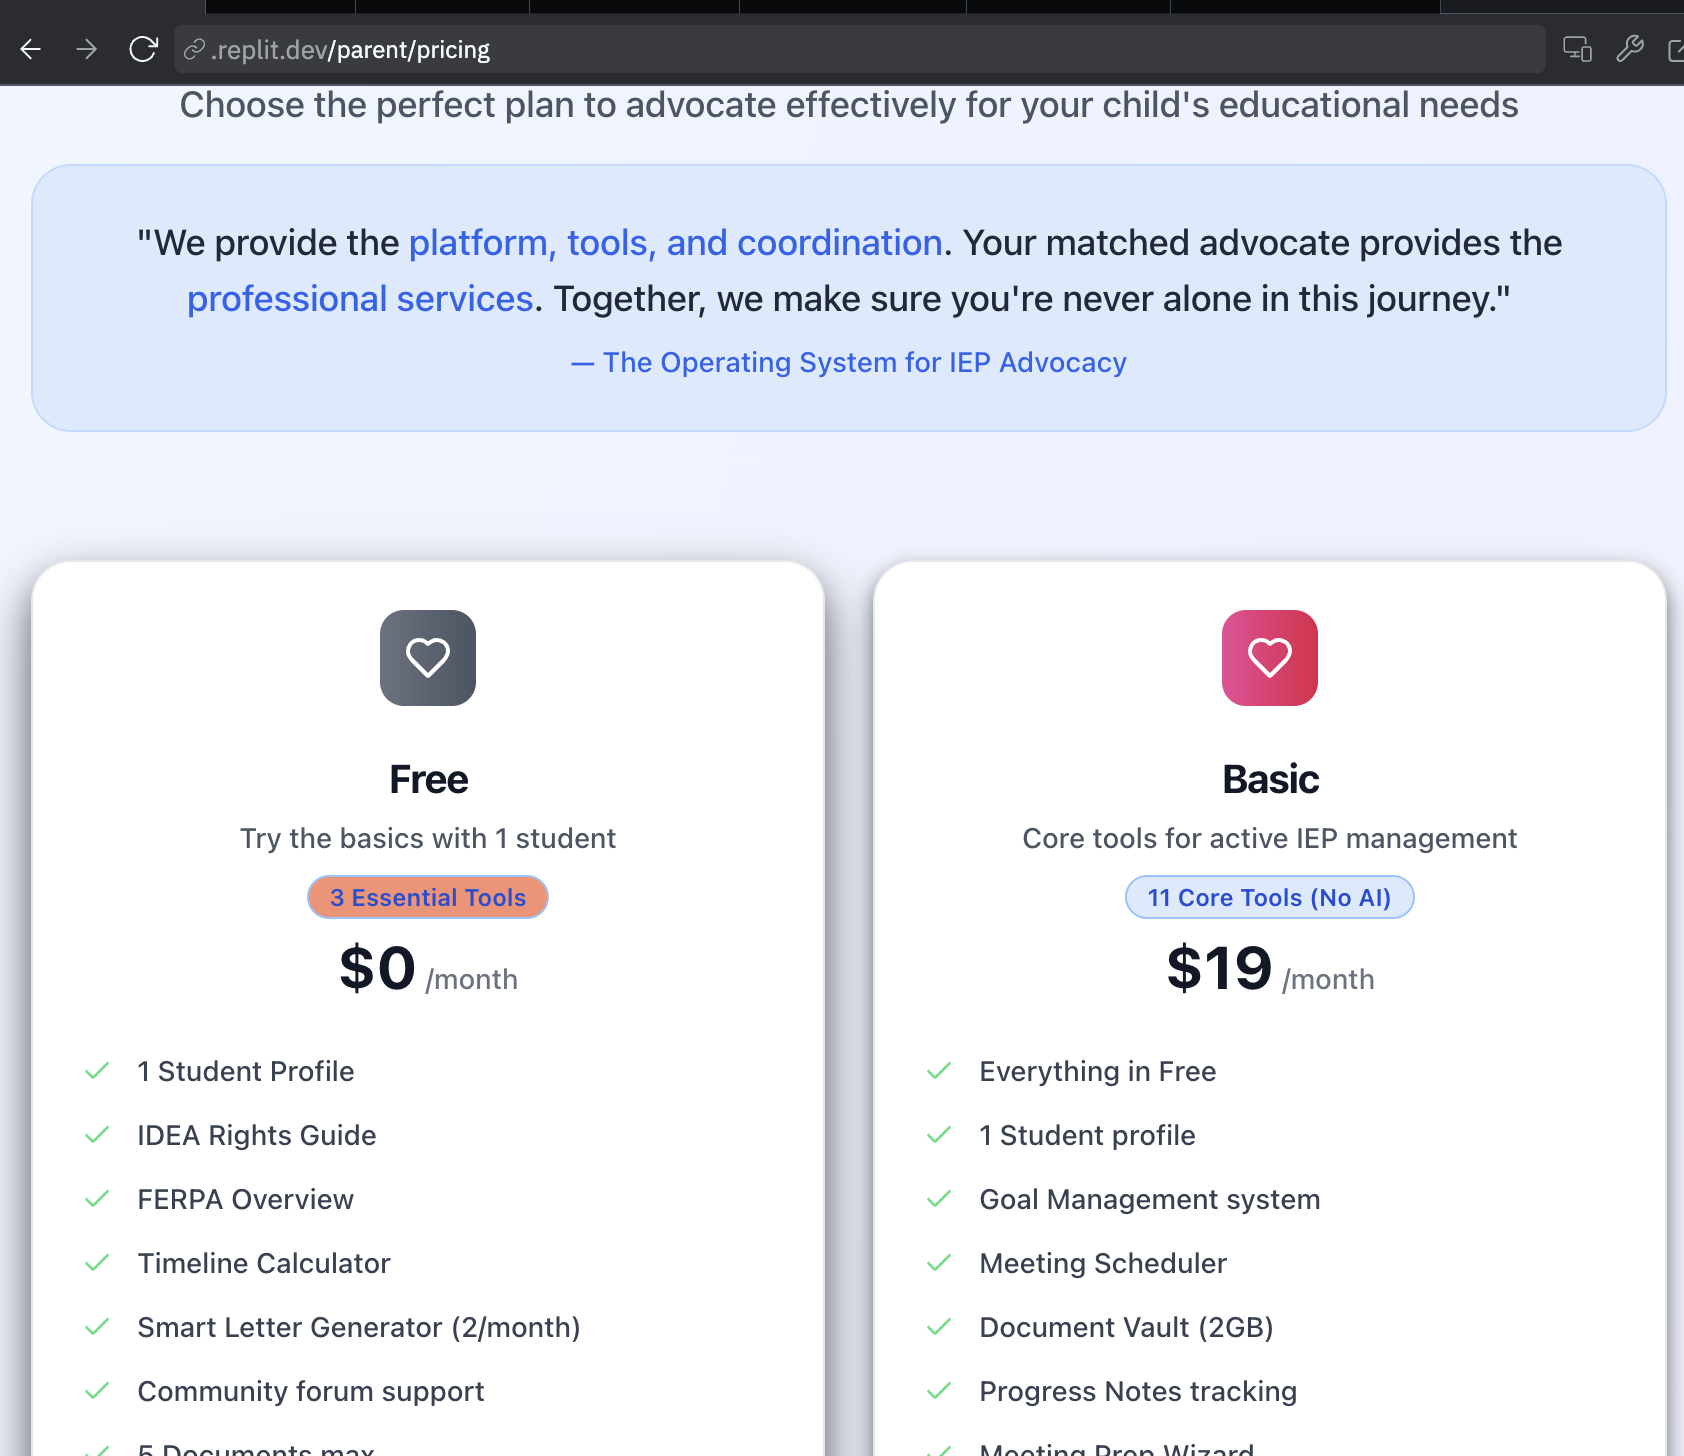 .replit.dev/parent/pricing
Choose the perfect plan to advocate effectively for your child's educational needs
"We provide the platform, tools, and coordination. Your matched advocate provides the
professional services. Together, we make sure you're never alone in this journey."
— The Operating System for IEP Advocacy
Free
Try the basics with 1 student
3 Essential Tools
$0 /month
1 Student Profile
IDEA Rights Guide
FERPA Overview
Timeline Calculator
Smart Letter Generator (2/month)
Community forum support
5 Documents max
Basic
Core tools for active IEP management
11 Core Tools (No AI)
$19 /month
Everything in Free
1 Student profile
Goal Management system
Meeting Scheduler
Document Vault (2GB)
Progress Notes tracking
Meeting Prep Wizard